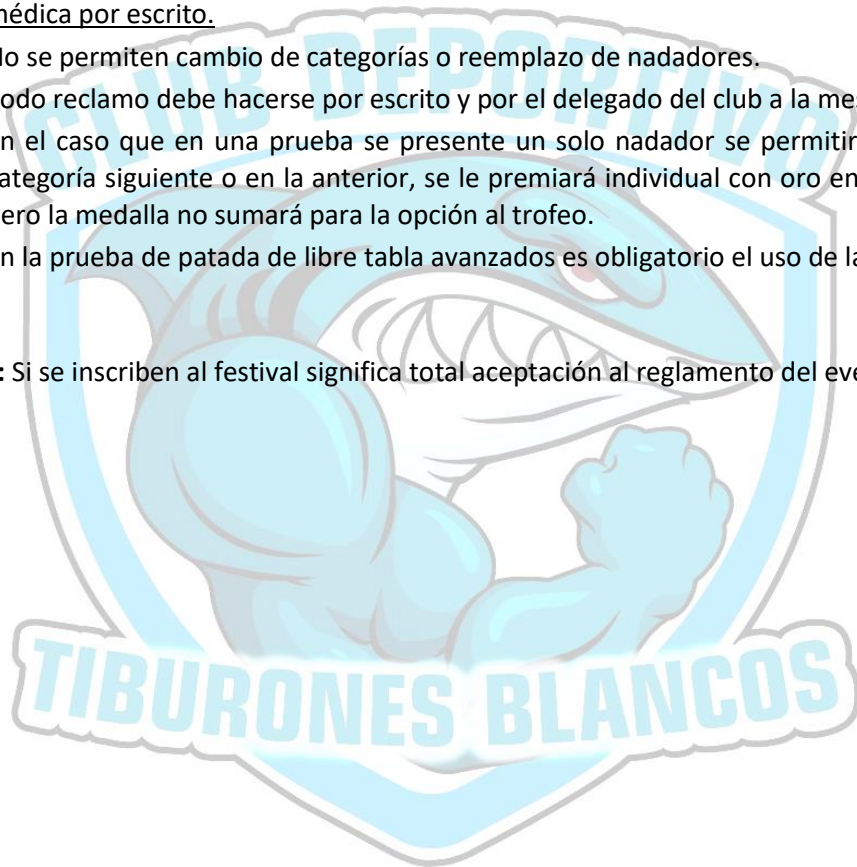 médica por escrito.
No se permiten cambio de categorías o reemplazo de nadadores.
odo reclamo debe hacerse por escrito y por el delegado del club a la mes
n el caso que en una prueba se presente un solo nadador se permitir
ategoría siguiente o en la anterior, se le premiará individual con oro en
ero la medalla no sumará para la opción al trofeo.
n la prueba de patada de libre tabla avanzados es obligatorio el uso de la
: Si se inscriben al festival significa total aceptación al reglamento del eve
CLUB DEPORTIVO
TIBURONES BLANCOS